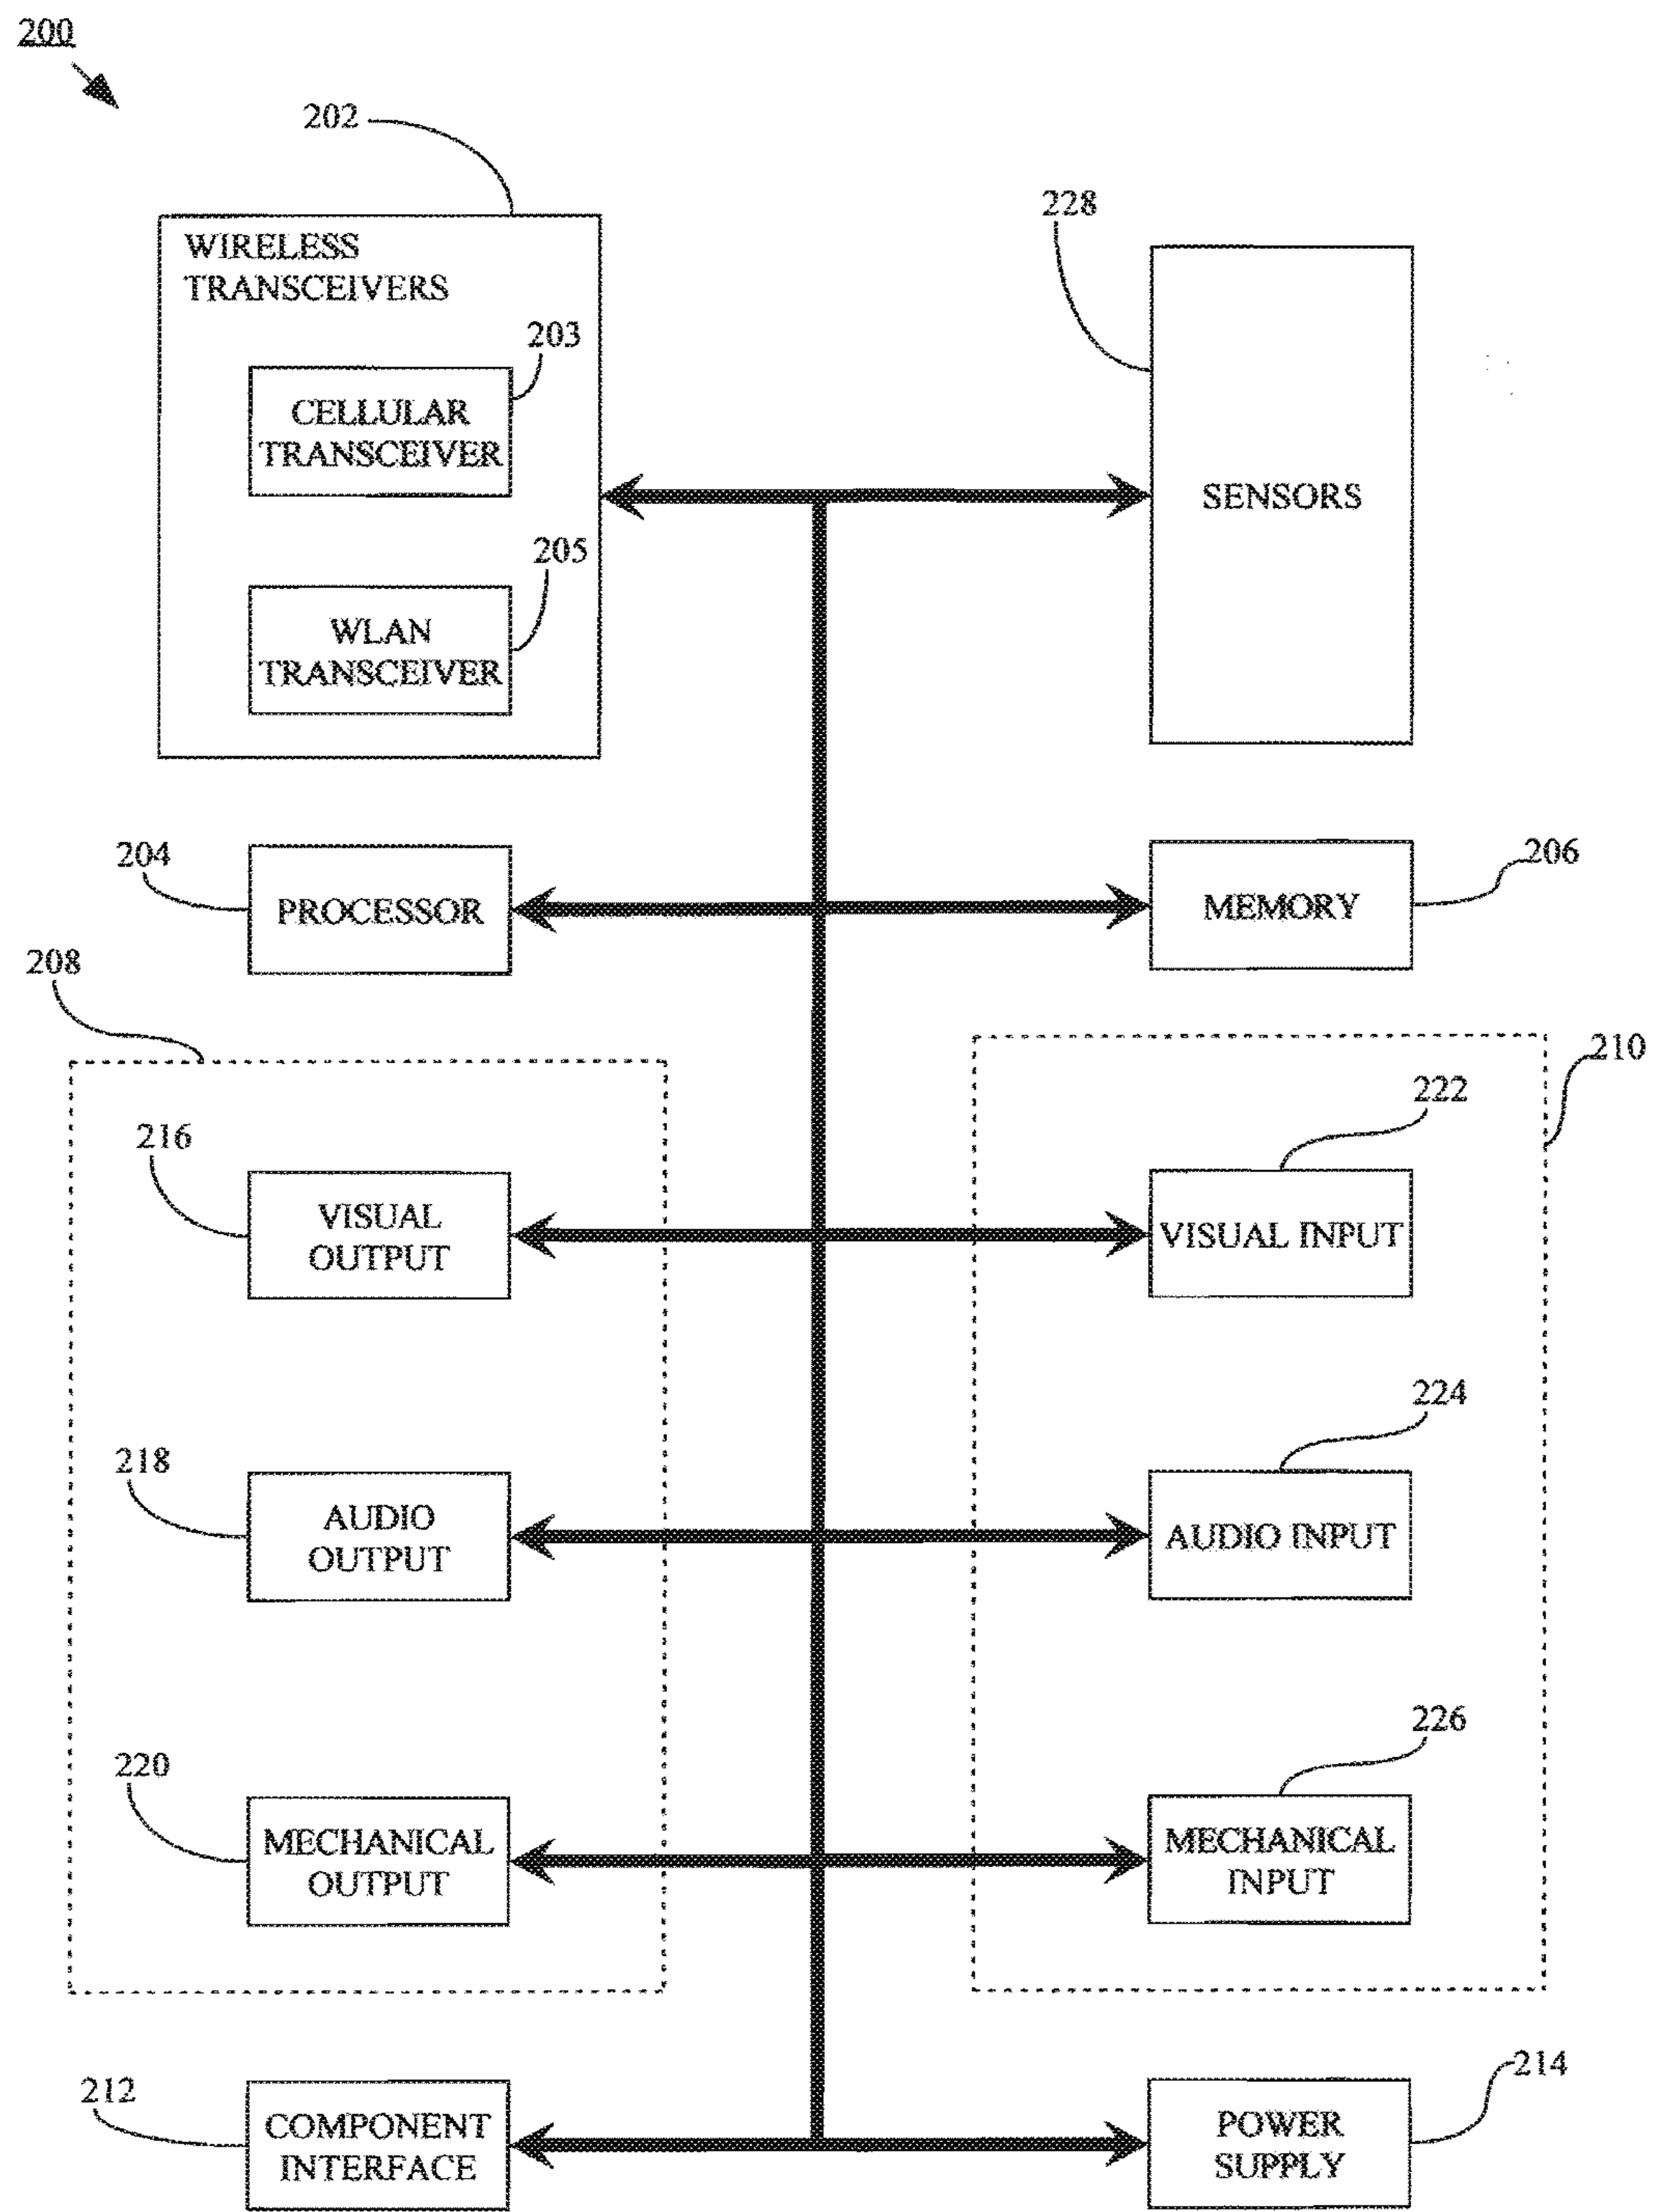 200
202
228
WIRELESS
TRANSCEIVERS
203
CELLULAR
TRANSCEIVER
SENSORS
205
WLAN
TRANSCEIVER
204
PROCESSOR
MEMORY
206
208
210
216
VISUAL
OUTPUT
222
VISUAL INPUT
218
AUDIO
OUTPUT
224
AUDIO INPUT
220
MECHANICAL
OUTPUT
226
MECHANICAL
INPUT
212
COMPONENT
INTERFACE
214
POWER
SUPPLY